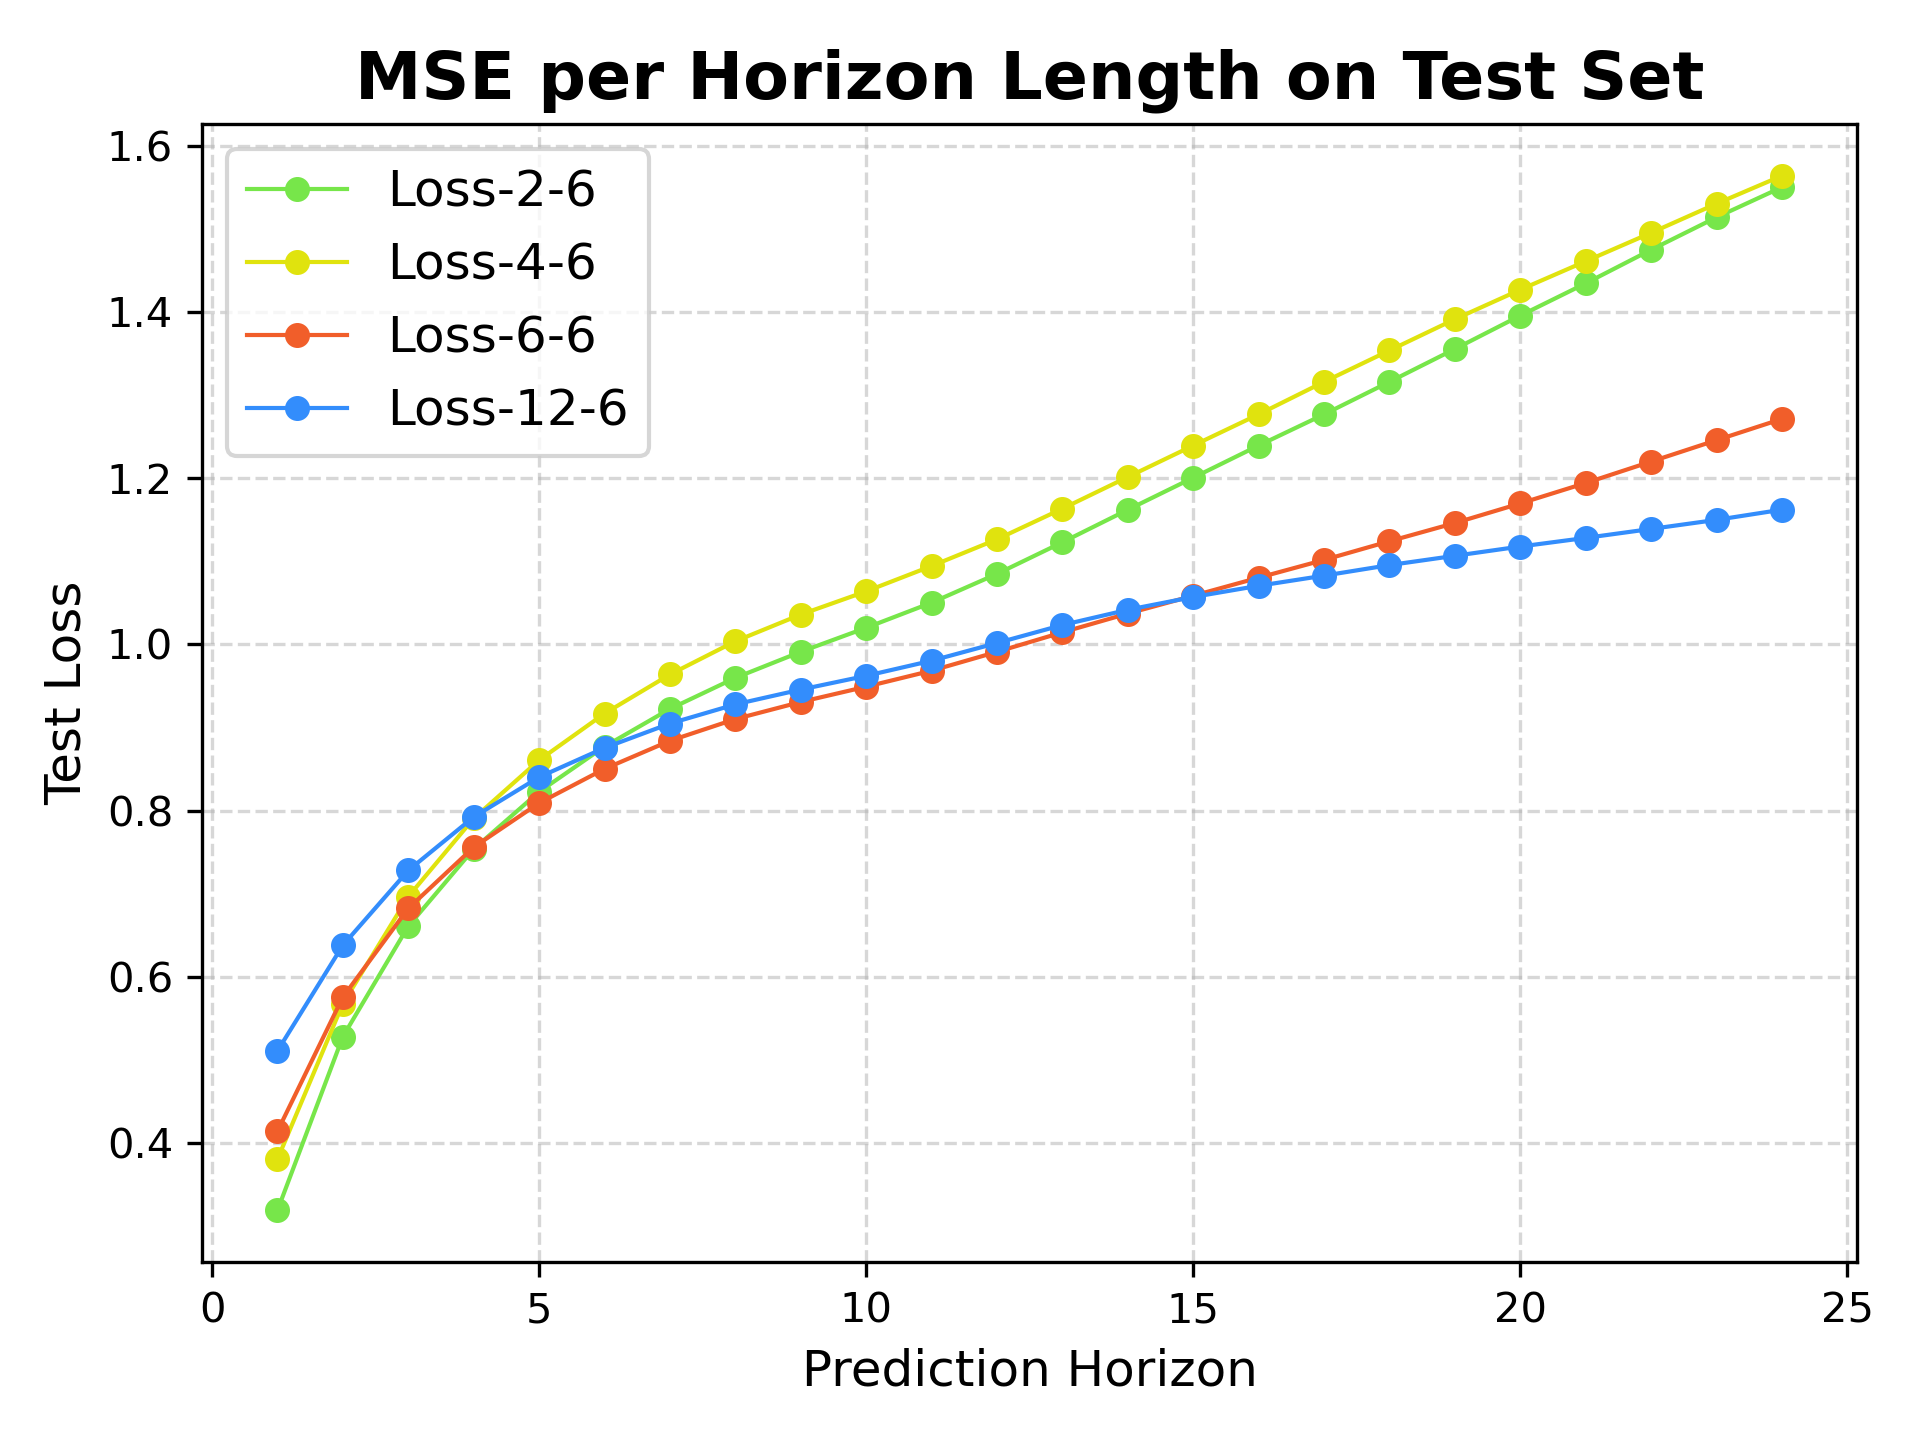 MSE per Horizon Length on Test Set
1.6
1.4
1.2
1.0
0.8
0.6
0.4
Test Loss
Loss-2-6
Loss-4-6
Loss-6-6
Loss-12-6
0 5 10 15 20 25
Prediction Horizon